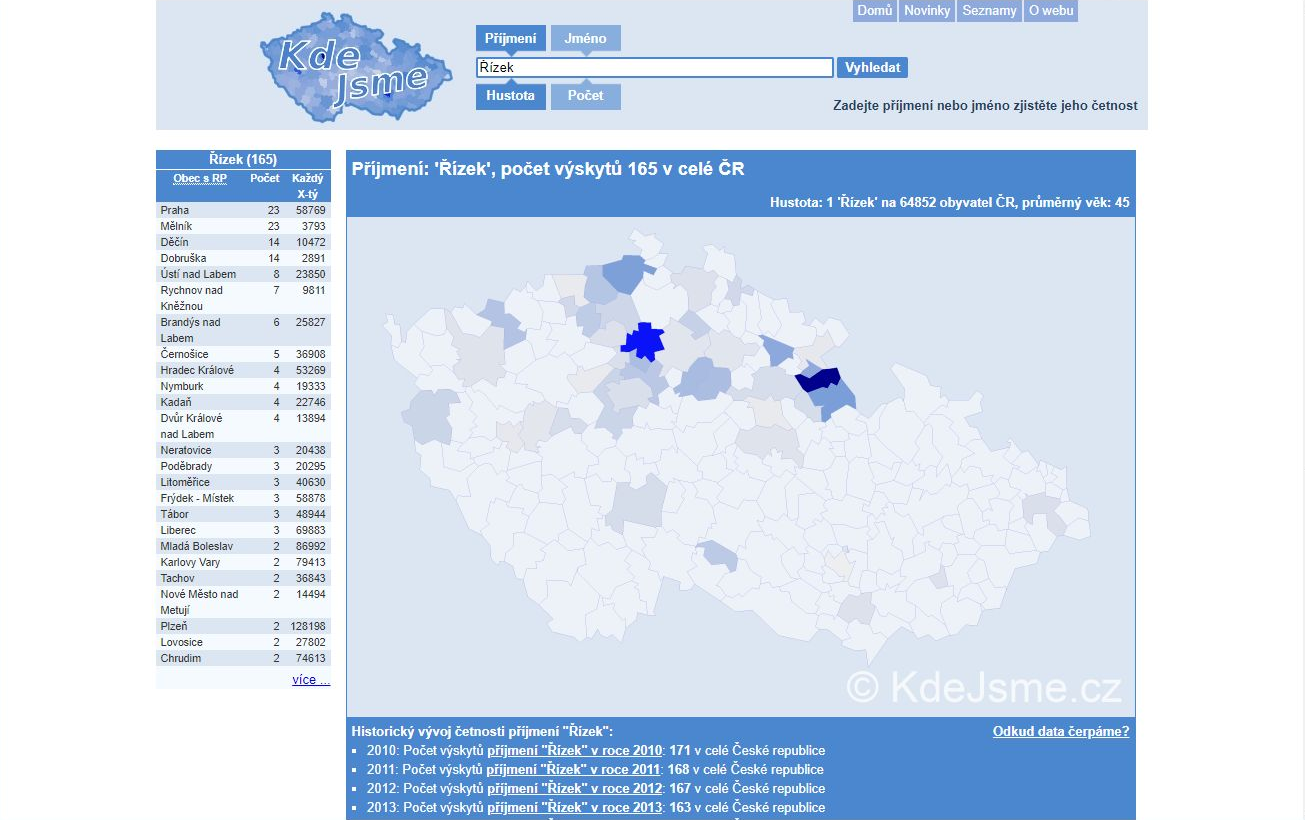 Domů Novinky Seznamy O webu
Kde
Jsme
Příjmení Jméno
Řízek Vyhledat
Hustota Počet
Zadejte příjmení nebo jméno zjistěte jeho četnost
Řízek (165)
Obec s RP Počet Každý
X-tý
Praha 23 58769
Mělník 23 3793
Děčín 14 10472
Dobruška 14 2891
Ústí nad Labem 8 23850
Rychnov nad 7 9811
Kněžnou
Brandýs nad 6 25827
Labem
Černošice 5 36908
Hradec Králové 4 53269
Nymburk 4 19333
Kadaň 4 22746
Dvůr Králové 4 13894
nad Labem
Neratovice 3 20438
Poděbrady 3 20295
Litoměřice 3 40630
Frýdek - Místek 3 58878
Tábor 3 48944
Liberec 3 69883
Mladá Boleslav 2 86992
Karlovy Vary 2 79413
Tachov 2 36843
Nové Město nad 2 14494
Metují
Plzeň 2 128198
Lovosice 2 27802
Chrudim 2 74613
více ...
Příjmení: 'Řízek', počet výskytů 165 v celé ČR
Hustota: 1 'Řízek' na 64852 obyvatel ČR, průměrný věk: 45
© KdeJsme.cz
Historický vývoj četnosti příjmení "Řízek": Odkud data čerpáme?
▪ 2010: Počet výskytů příjmení "Řízek" v roce 2010: 171 v celé České republice
▪ 2011: Počet výskytů příjmení "Řízek" v roce 2011: 168 v celé České republice
▪ 2012: Počet výskytů příjmení "Řízek" v roce 2012: 167 v celé České republice
▪ 2013: Počet výskytů příjmení "Řízek" v roce 2013: 163 v celé České republice